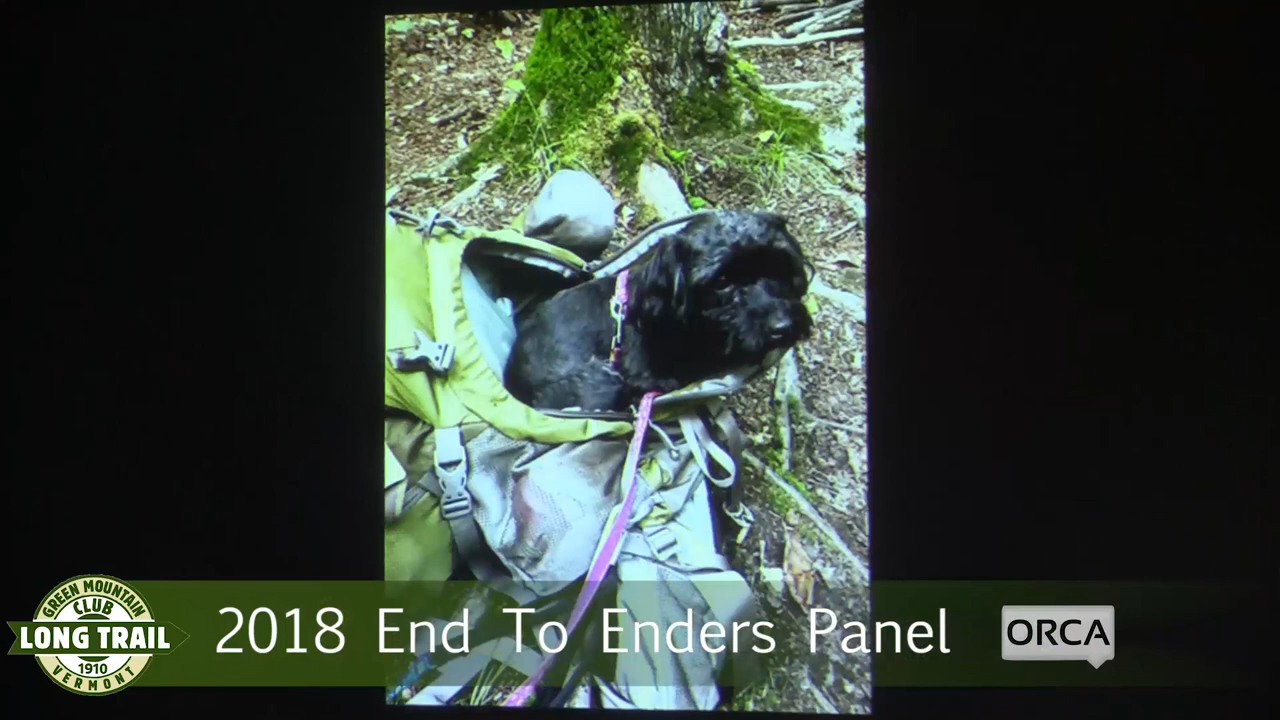 GREEN MOUNTAIN
CLUB
LONG TRAIL
1910
VERMONT
2018 End To Enders Panel
ORCA